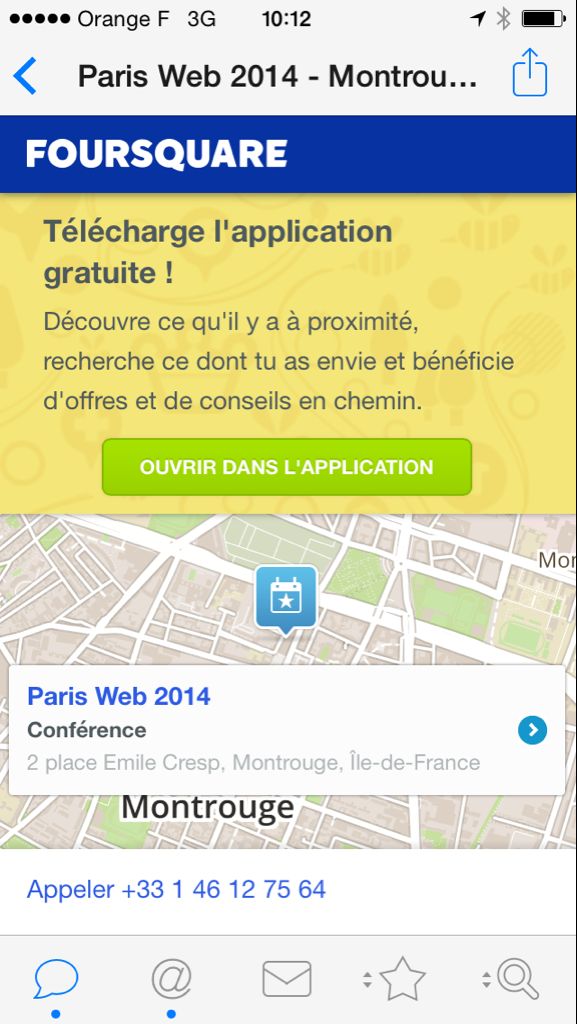 Orange F 3G 10:12
Paris Web 2014 - Montrou...
FOURSQUARE
Télécharge l'application
gratuite !
Découvre ce qu'il y a à proximité,
recherche ce dont tu as envie et bénéficie
d'offres et de conseils en chemin.
OUVRIR DANS L'APPLICATION
Mor
Paris Web 2014
Conférence
2 place Emile Cresp, Montrouge, Île-de-France
Montrouge
Appeler +33 1 46 12 75 64